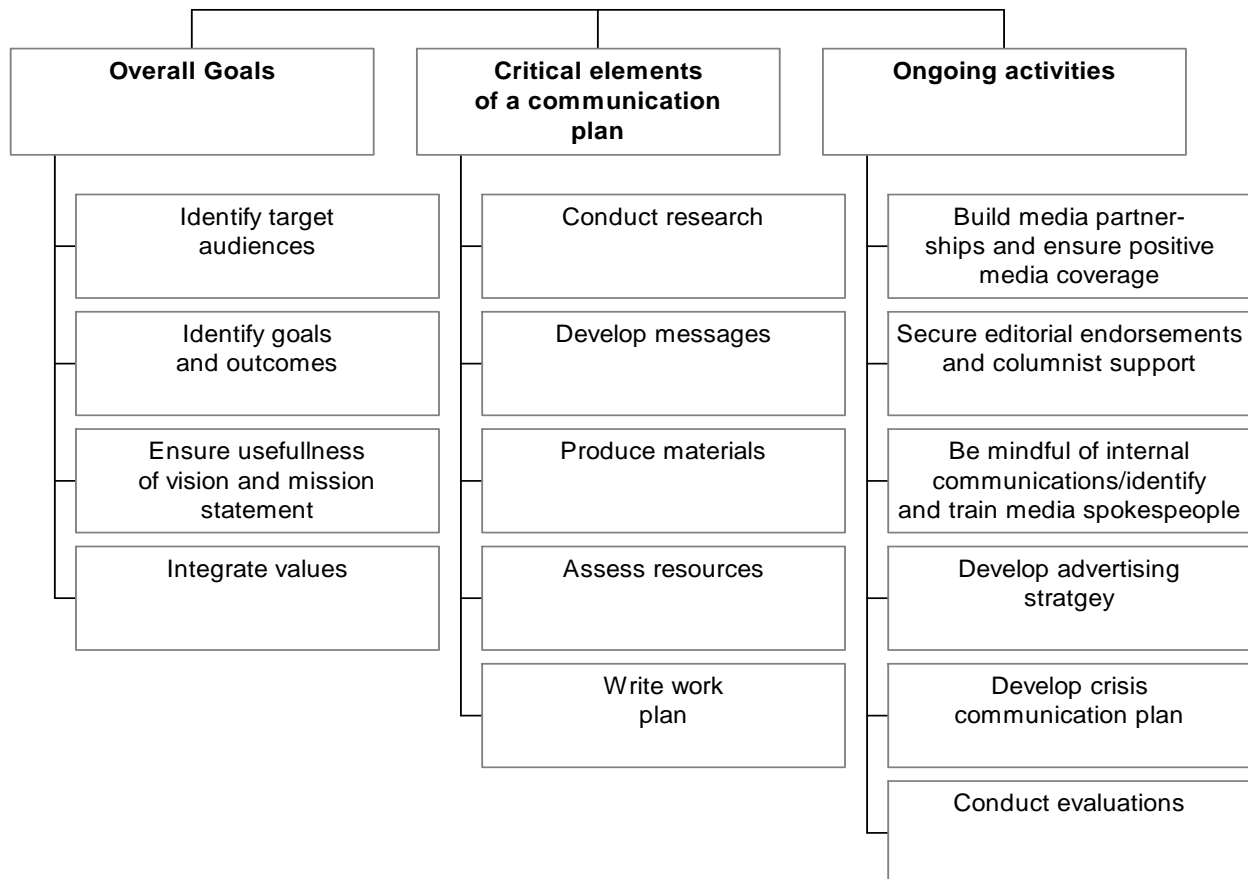 Overall Goals
Identify target
audiences
Identify goals
and outcomes
Ensure usefullness
of vision and mission
statement
Integrate values
Critical elements
of a communication
plan
Conduct research
Develop messages
Produce materials
Assess resources
Write work
plan
Ongoing activities
Build media partner-
ships and ensure positive
media coverage
Secure editorial endorsements
and columnist support
Be mindful of internal
communications/identify
and train media spokespeople
Develop advertising
stratgey
Develop crisis
communication plan
Conduct evaluations